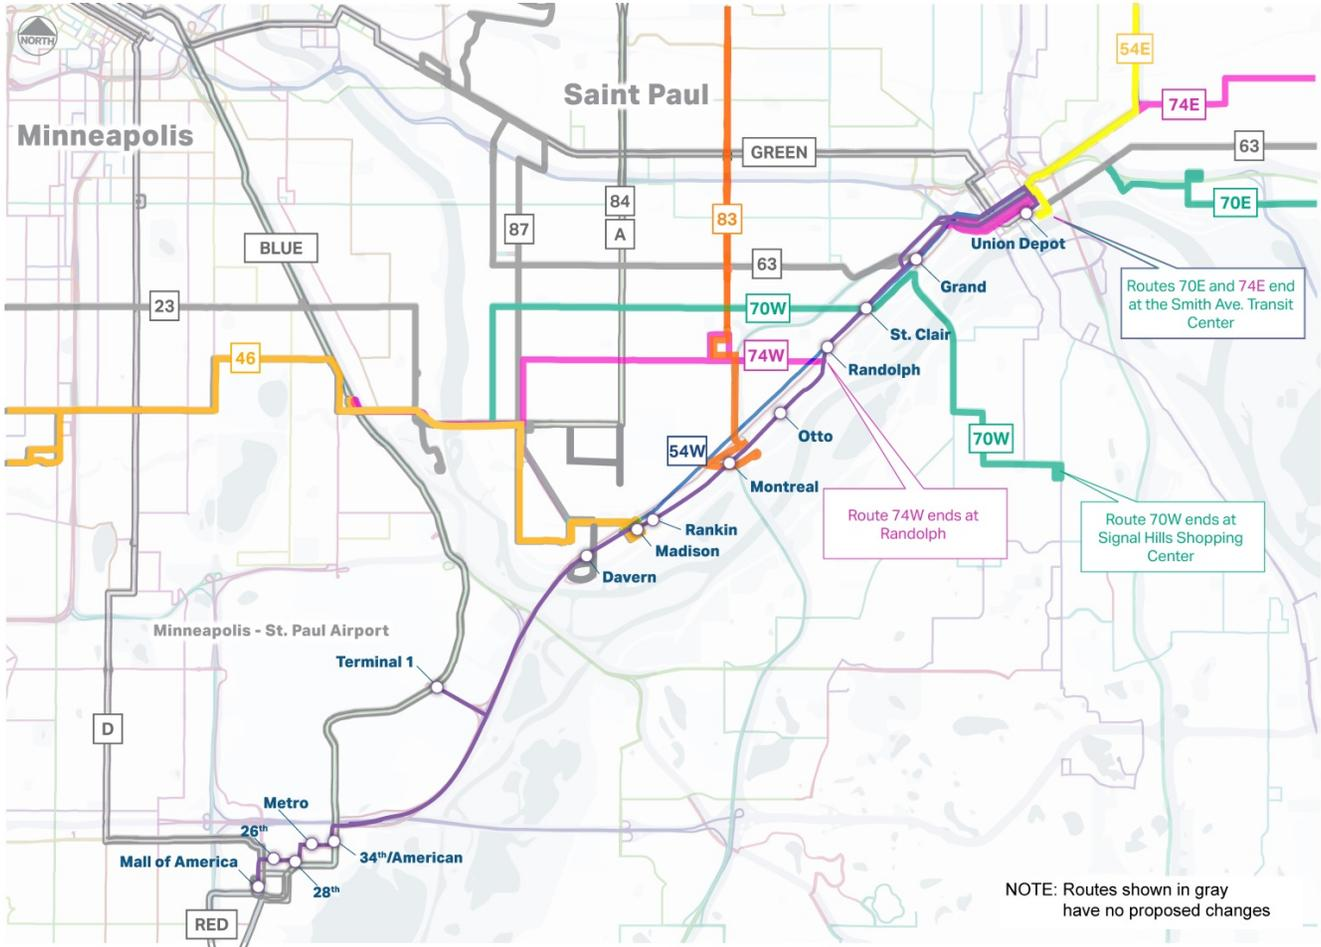 NORTH
54E
Saint Paul
74E
Minneapolis
GREEN
63
84
70E
83
87
A
BLUE
Union Depot
63
Grand
Routes 70E and 74E end
at the Smith Ave. Transit
Center
23
70W
St. Clair
46
74W
Randolph
Otto
70W
54W
Montreal
Route 74W ends at
Randolph
Route 70W ends at
Signal Hills Shopping
Center
Rankin
Madison
Davern
Minneapolis - St. Paul Airport
Terminal 1
D
Metro
26th
34th/American
Mall of America
28th
NOTE: Routes shown in gray
have no proposed changes
RED